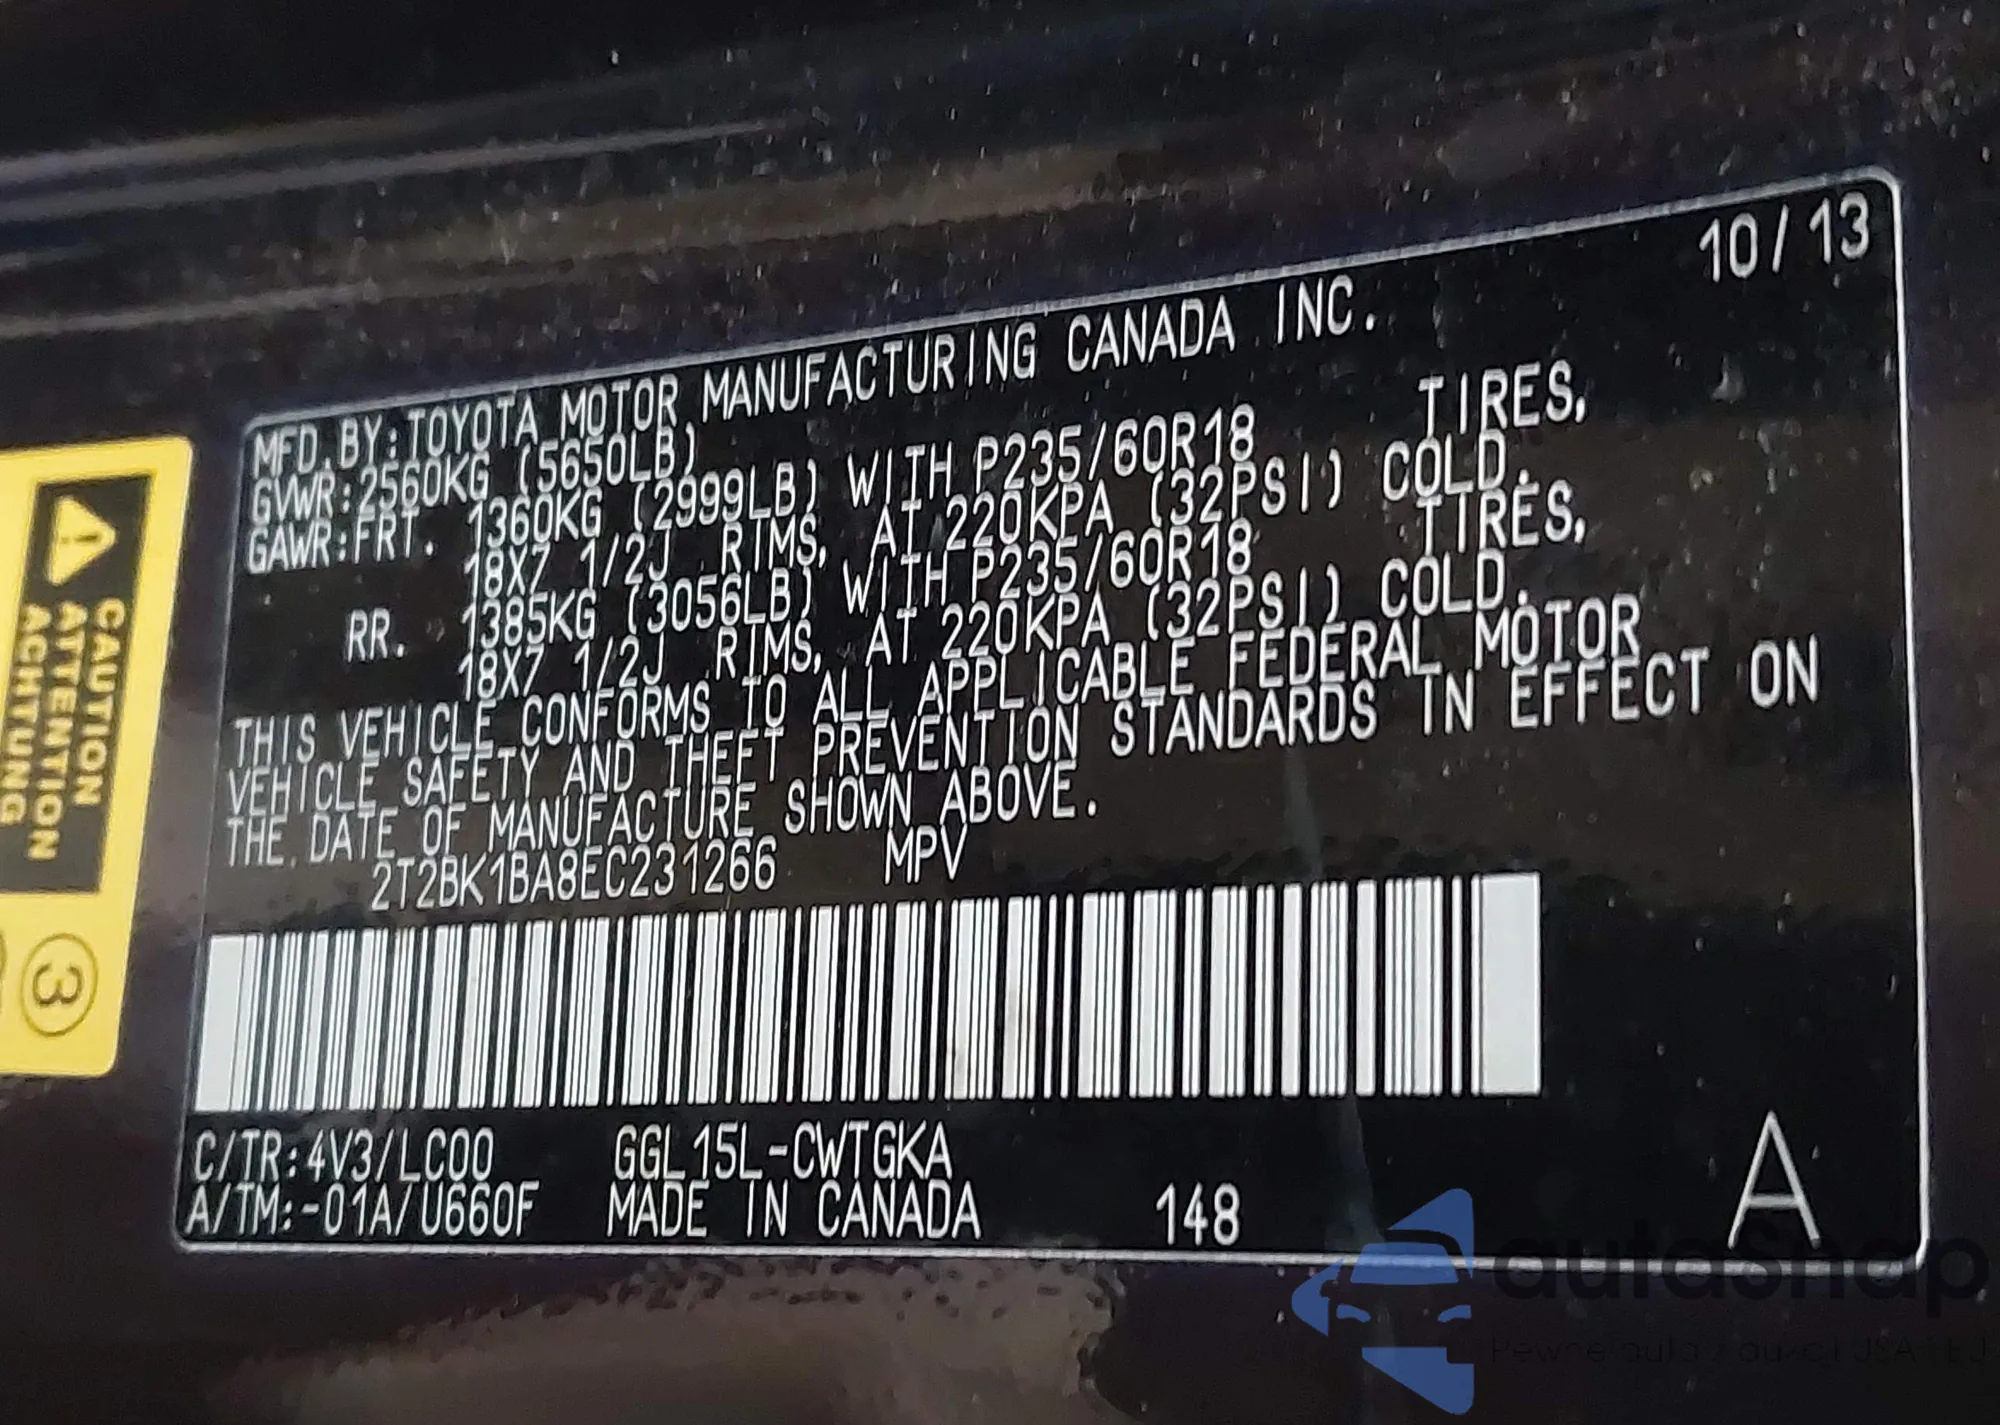 10/13
MFD.BY:TOYOTA MOTOR MANUFACTURING CANADA INC.
GVWR:2560KG (5650LB)
GAWR:FRT. 1360KG (2999LB) WITH P235/60R18 TIRES,
18X7 1/2J RIMS, AT 220KPA (32PSI) COLD.
RR. 1385KG (3056LB) WITH P235/60R18 TIRES,
18X7 1/2J RIMS, AT 220KPA (32PSI) COLD.
THIS VEHICLE CONFORMS TO ALL APPLICABLE FEDERAL MOTOR
VEHICLE SAFETY AND THEFT PREVENTION STANDARDS IN EFFECT ON
THE DATE OF MANUFACTURE SHOWN ABOVE.
2T2BK1BA8EC231266 MPV
C/TR:4V3/LC00 GGL15L-CWTGKA
A/TM:-01A/U660F MADE IN CANADA 148 A
CAUTION
ATTENTION
ACHTUNG
3
autoSnap